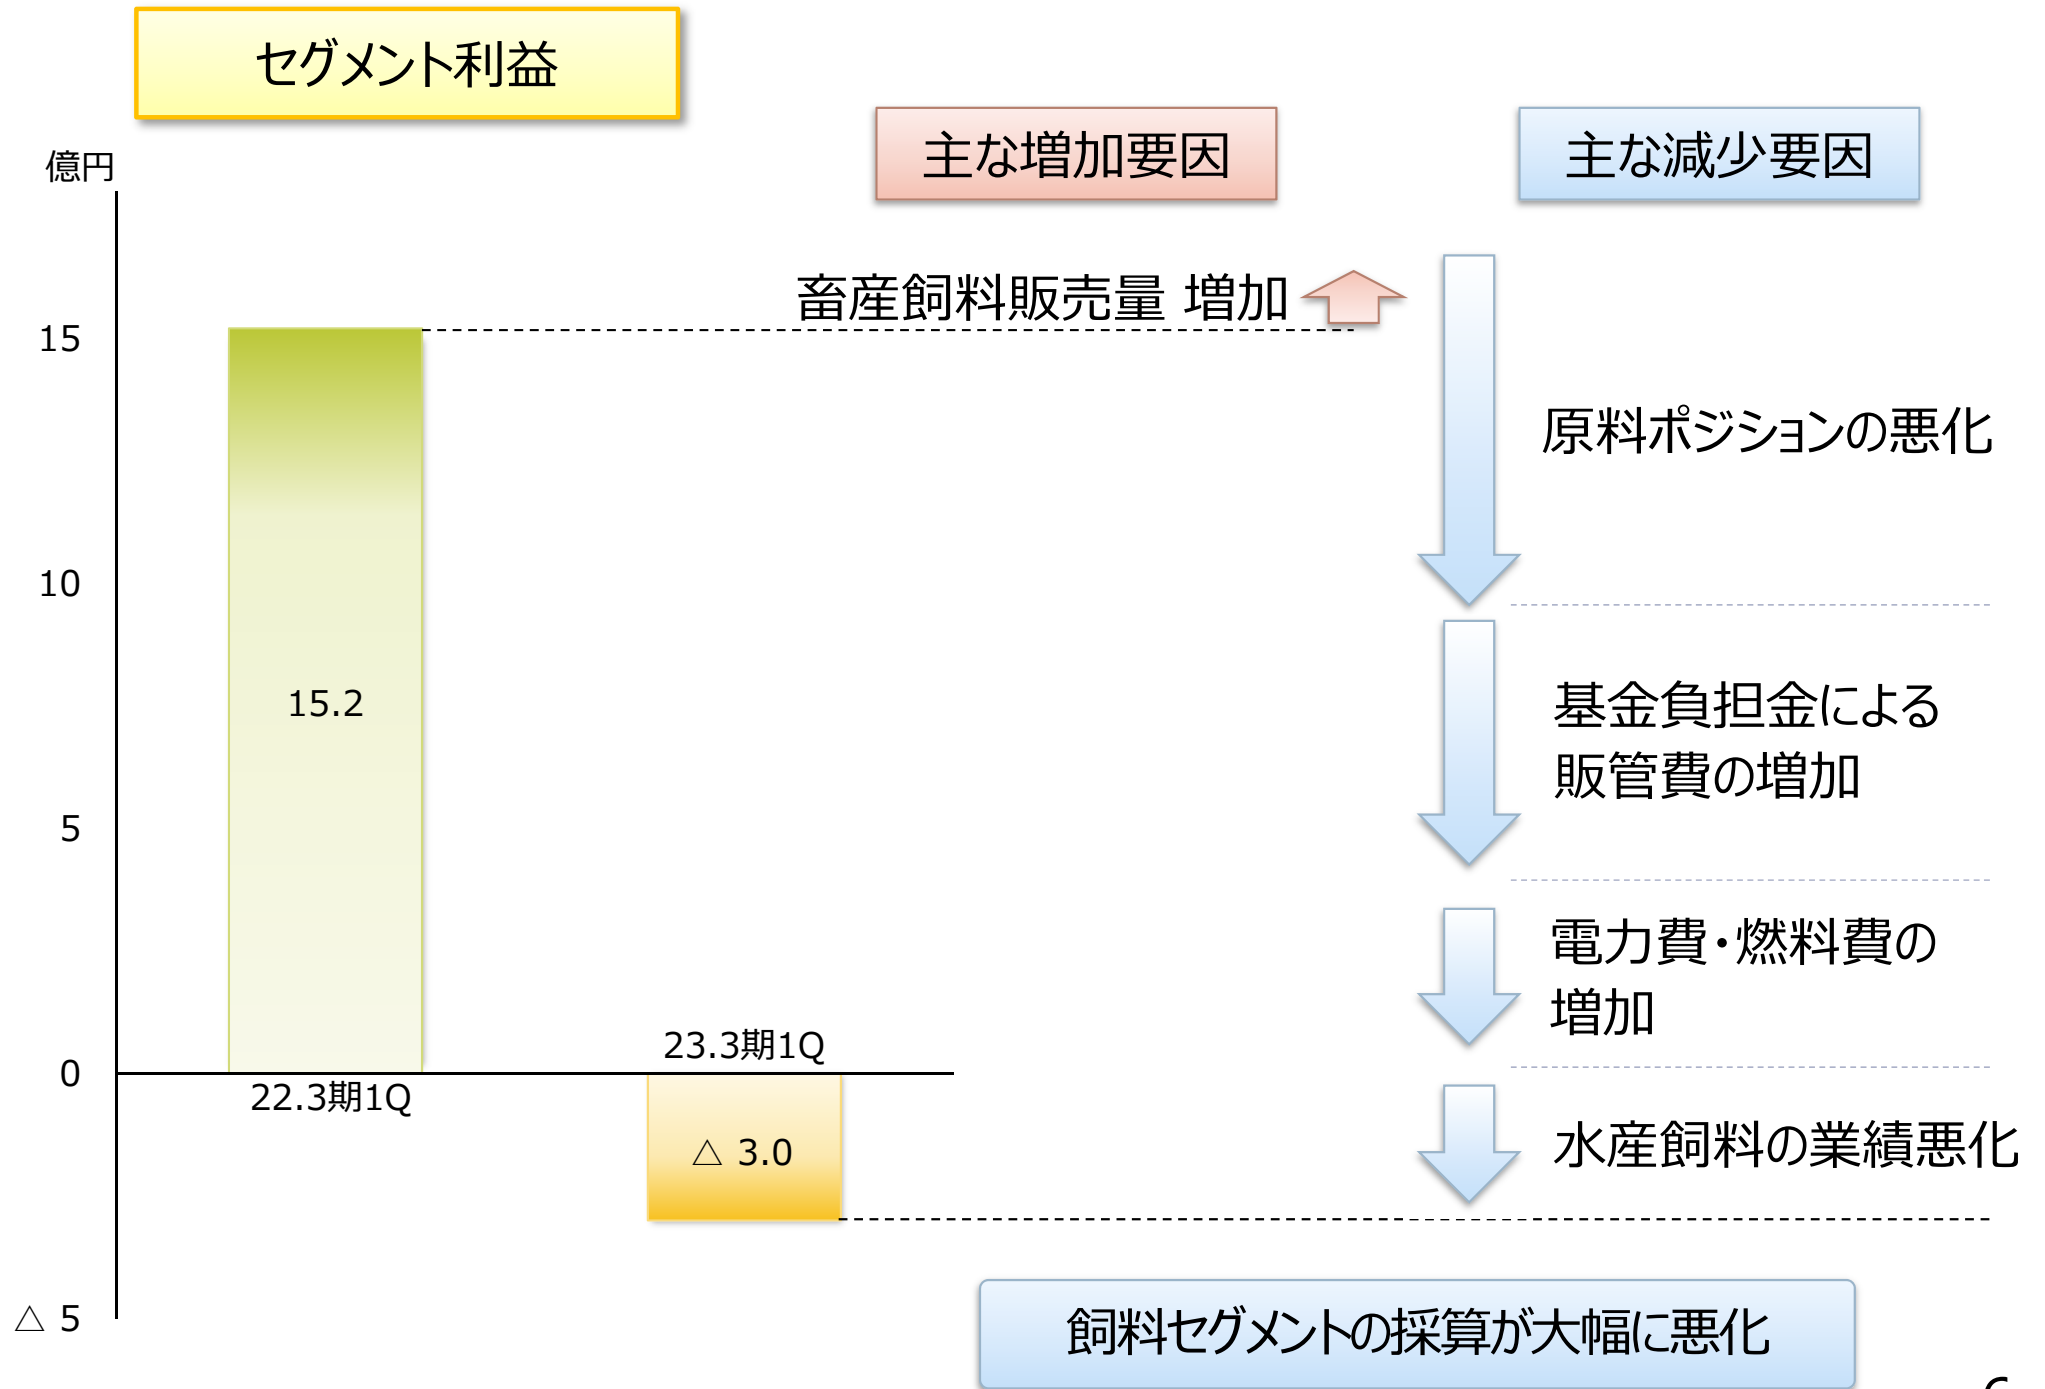 セグメント利益
主な増加要因
主な減少要因
億円
畜産飼料販売量 増加
15
10
5
0
△ 5
15.2
22.3期1Q
23.3期1Q
△ 3.0
原料ポジションの悪化
基金負担金による
販管費の増加
電力費・燃料費の
増加
水産飼料の業績悪化
飼料セグメントの採算が大幅に悪化